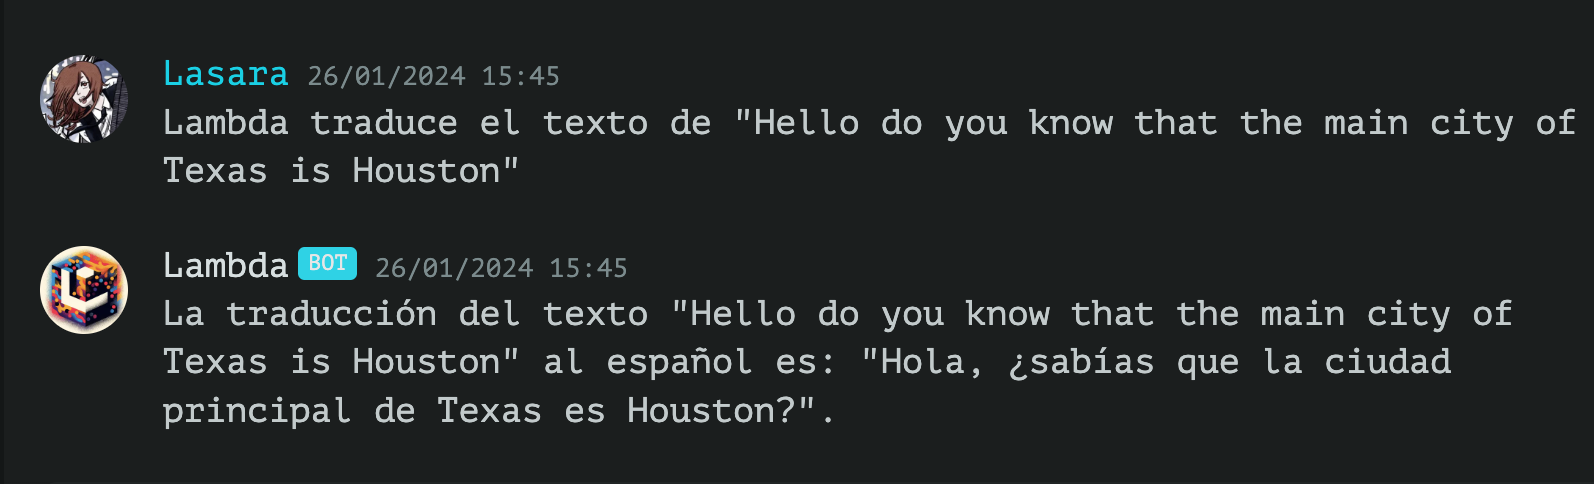 Lasara 26/01/2024 15:45
Lambda traduce el texto de "Hello do you know that the main city of
Texas is Houston"
Lambda BOT 26/01/2024 15:45
La traducción del texto "Hello do you know that the main city of
Texas is Houston" al español es: "Hola, ¿sabías que la ciudad
principal de Texas es Houston?".